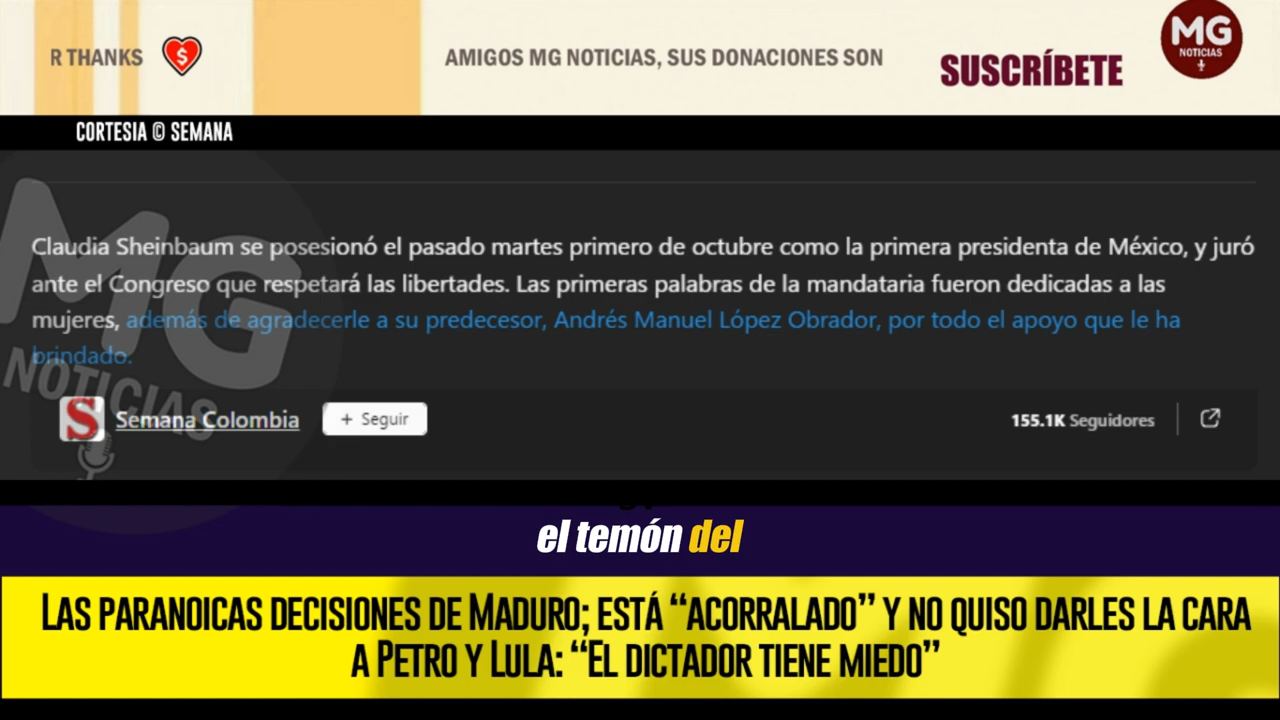 R THANKS
AMIGOS MG NOTICIAS, SUS DONACIONES SON
SUSCRÍBETE
MG
NOTICIAS
CORTESIA © SEMANA
Claudia Sheinbaum se posesionó el pasado martes primero de octubre como la primera presidenta de México, y juró
ante el Congreso que respetará las libertades. Las primeras palabras de la mandataria fueron dedicadas a las
mujeres, además de agradecerle a su predecesor, Andrés Manuel López Obrador, por todo el apoyo que le ha
brindado.
MG
NOTICIAS
S
Semana Colombia
+ Seguir
155.1K Seguidores
el temón del
LAS PARANOICAS DECISIONES DE MADURO; ESTÁ “ACORRALADO” Y NO QUISO DARLES LA CARA
A PETRO Y LULA: “EL DICTADOR TIENE MIEDO”